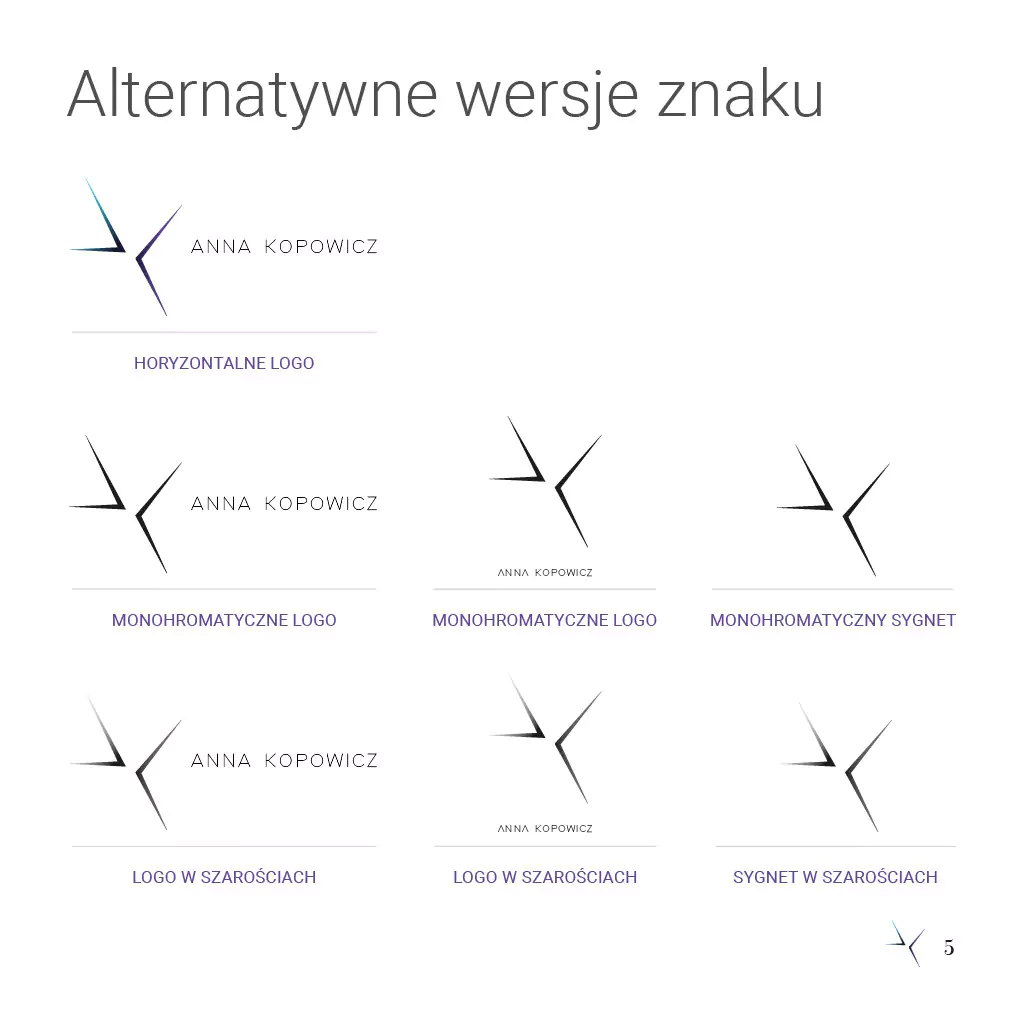 Alternatywne wersje znaku
ANNA KOPOWICZ
HORYZONTALNE LOGO
ANNA KOPOWICZ
ANNA KOPOWICZ
MONOHROMATYCZNE LOGO
MONOHROMATYCZNE LOGO
MONOHROMATYCZNY SYGNET
ANNA KOPOWICZ
ANNA KOPOWICZ
LOGO W SZAROŚCIACH
LOGO W SZAROŚCIACH
SYGNET W SZAROŚCIACH
5